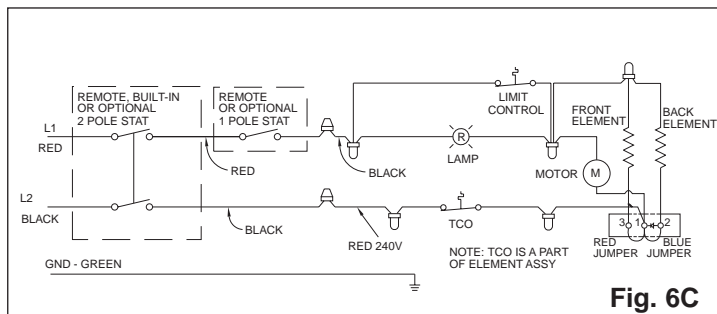 REMOTE, BUILT-IN
OR OPTIONAL
2 POLE STAT
REMOTE
OR OPTIONAL
1 POLE STAT
LIMIT
CONTROL
FRONT
ELEMENT
BACK
ELEMENT
L1
RED
RED
BLACK
R
LAMP
MOTOR
M
L2
BLACK
BLACK
RED 240V
TCO
3
1
2
RED
JUMPER
BLUE
JUMPER
NOTE: TCO IS A PART
OF ELEMENT ASSY
GND - GREEN
Fig. 6C